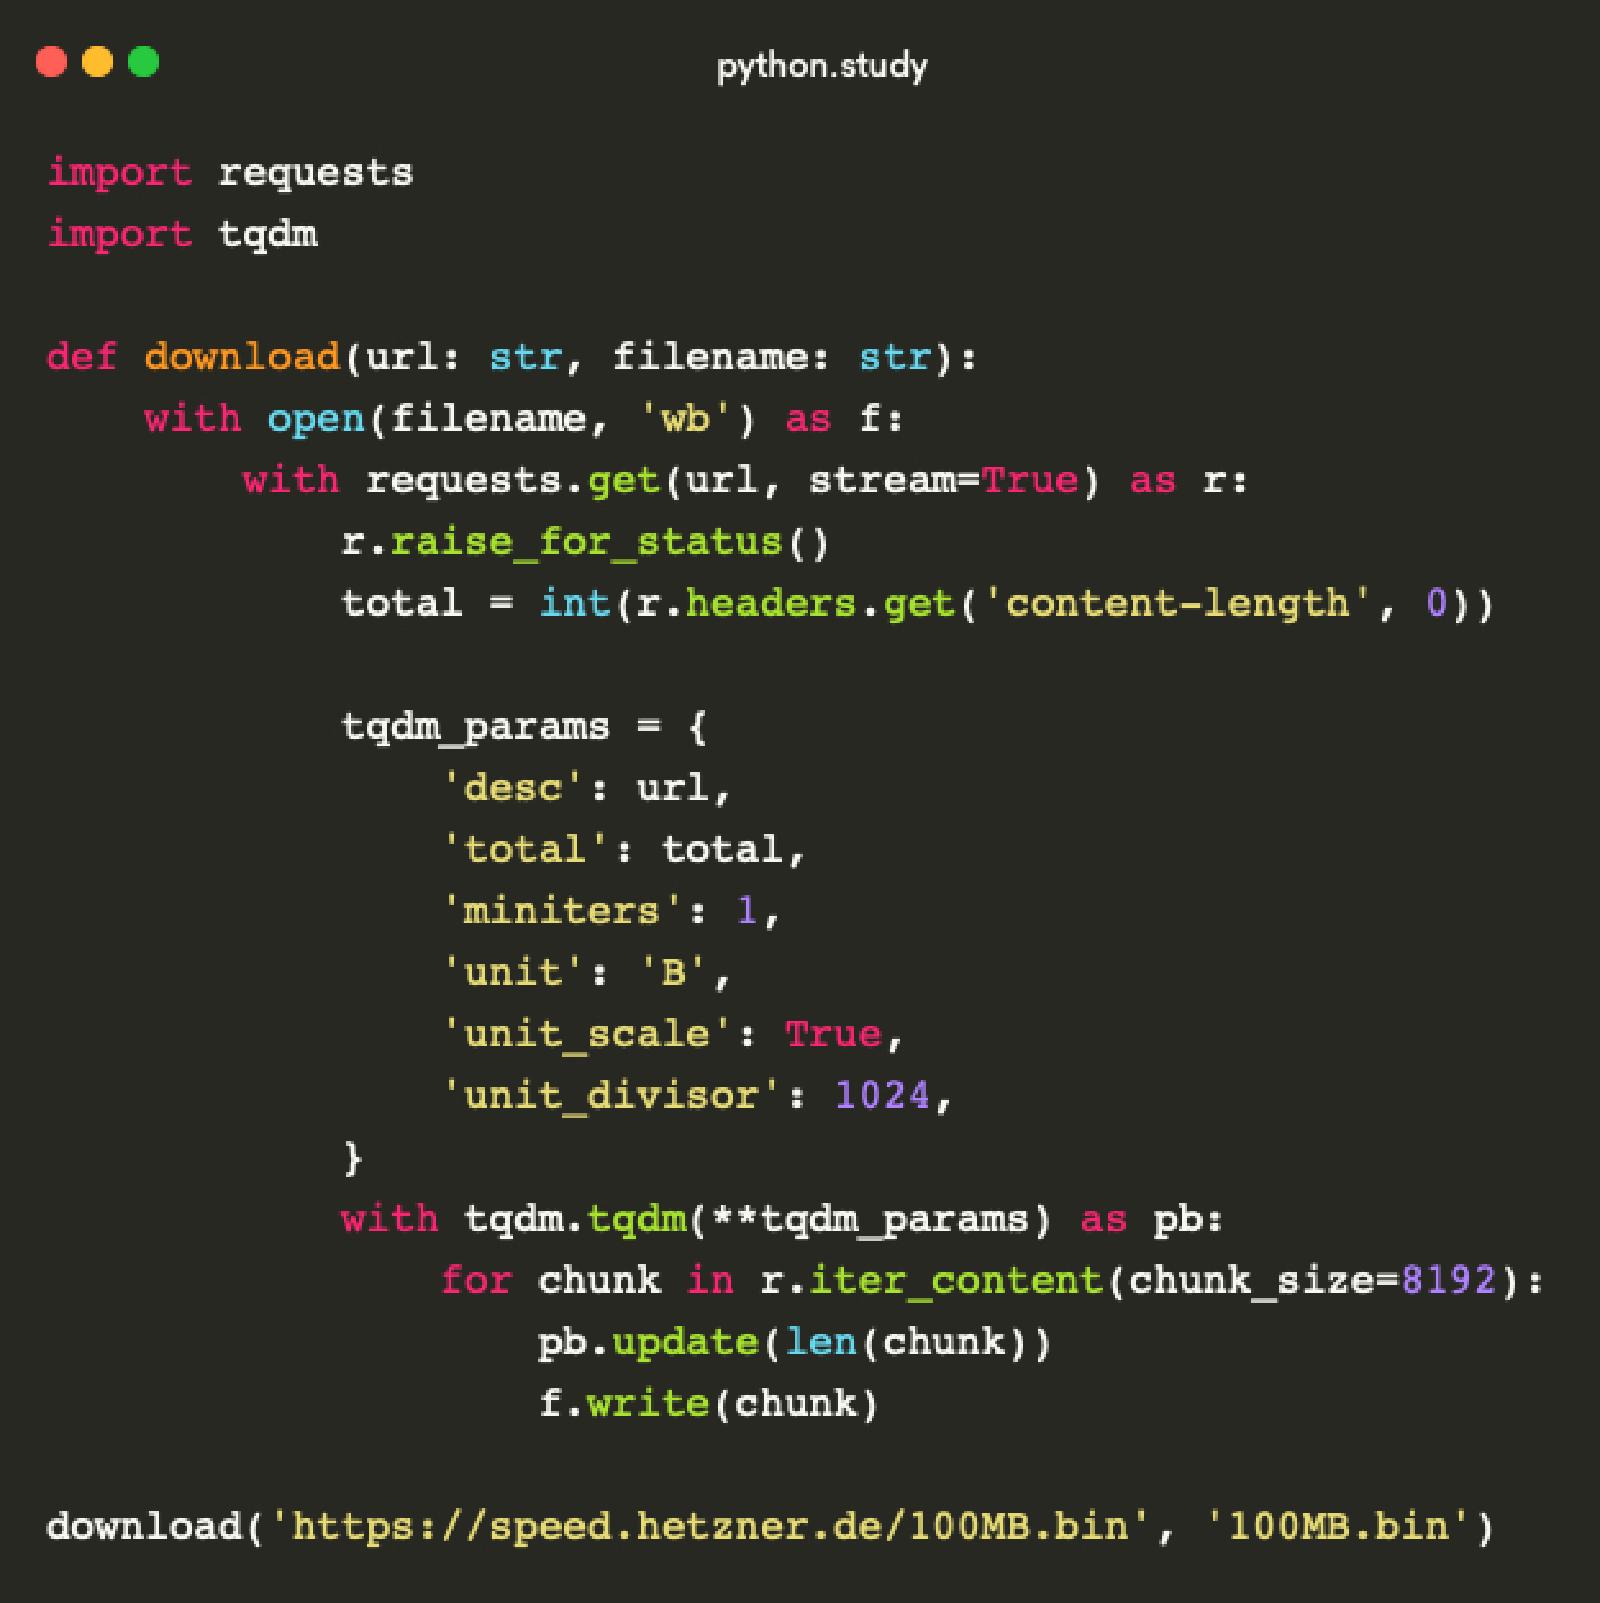 python.study
import requests
import tqdm
def download(url: str, filename: str):
    with open(filename, 'wb') as f:
        with requests.get(url, stream=True) as r:
            r.raise_for_status()
            total = int(r.headers.get('content-length', 0))
            tqdm_params = {
                'desc': url,
                'total': total,
                'miniters': 1,
                'unit': 'B',
                'unit_scale': True,
                'unit_divisor': 1024,
            }
            with tqdm.tqdm(**tqdm_params) as pb:
                for chunk in r.iter_content(chunk_size=8192):
                    pb.update(len(chunk))
                    f.write(chunk)
download('https://speed.hetzner.de/100MB.bin', '100MB.bin')